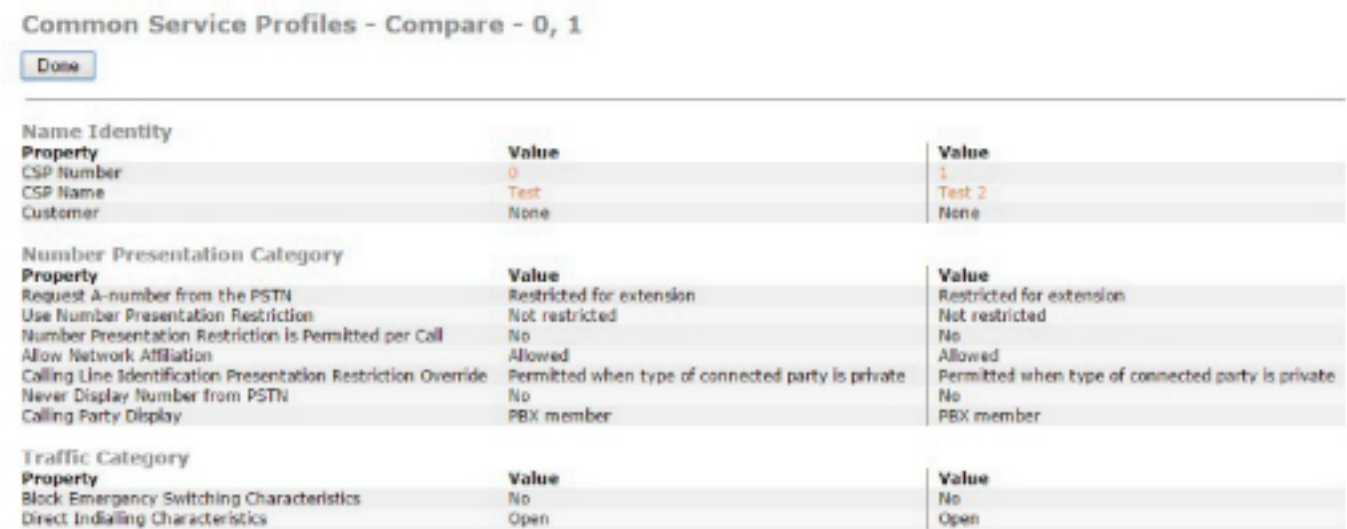 Common Service Profiles - Compare - 0, 1
Done
Name Identity
Property Value Value
CSP Number 0 1
CSP Name Test Test 2
Customer None None
Number Presentation Category
Property Value Value
Request A-number from the PSTN Restricted for extension Restricted for extension
Use Number Presentation Restriction Not restricted Not restricted
Number Presentation Restriction is Permitted per Call No No
Allow Network Affiliation Allowed Allowed
Calling Line Identification Presentation Restriction Override Permitted when type of connected party is private Permitted when type of connected party is private
Never Display Number from PSTN No No
Calling Party Display PBX member PBX member
Traffic Category
Property Value Value
Block Emergency Switching Characteristics No No
Direct Indialling Characteristics Open Open